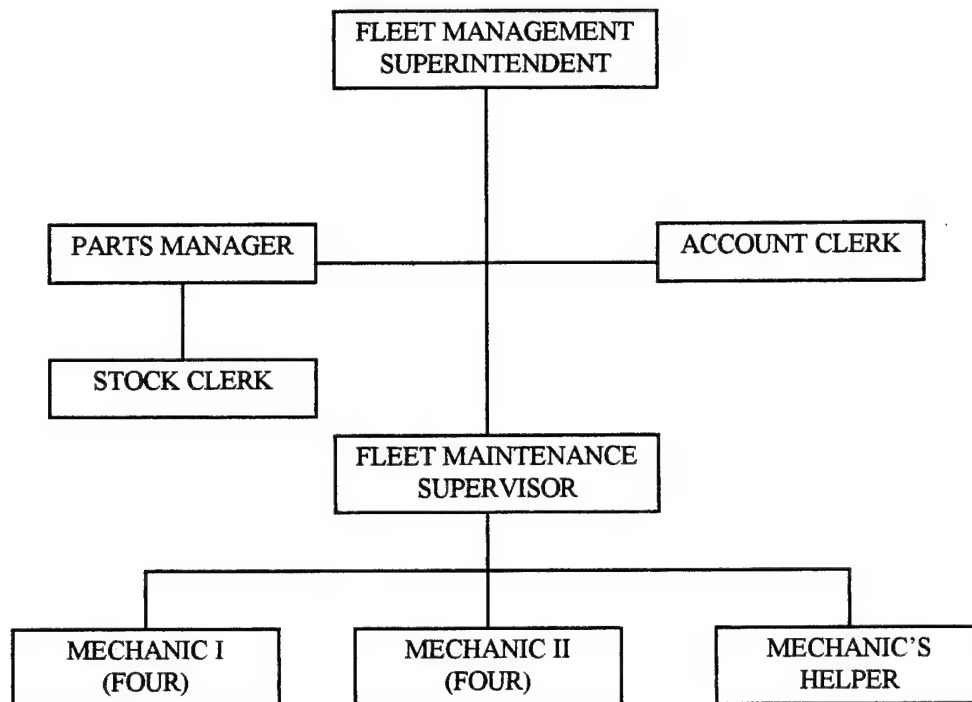 FLEET MANAGEMENT
SUPERINTENDENT
PARTS MANAGER
ACCOUNT CLERK
STOCK CLERK
FLEET MAINTENANCE
SUPERVISOR
MECHANIC I
(FOUR)
MECHANIC II
(FOUR)
MECHANIC'S
HELPER